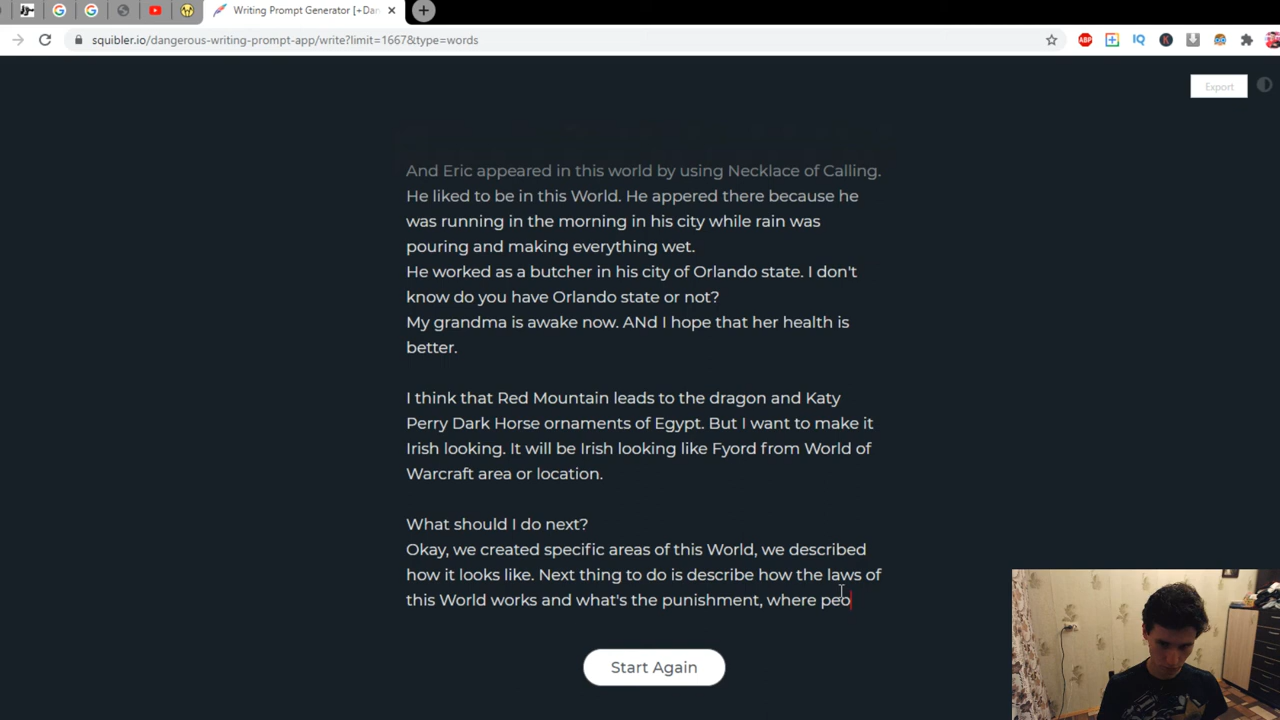 Writing Prompt Generator [+Dan
squibler.io/dangerous-writing-prompt-app/write?limit=1667&type=words
ABP
IQ
K
Export
And Eric appeared in this world by using Necklace of Calling.
He liked to be in this World. He appered there because he
was running in the morning in his city while rain was
pouring and making everything wet.
He worked as a butcher in his city of Orlando state. I don't
know do you have Orlando state or not?
My grandma is awake now. ANd I hope that her health is
better.
I think that Red Mountain leads to the dragon and Katy
Perry Dark Horse ornaments of Egypt. But I want to make it
Irish looking. It will be Irish looking like Fyord from World of
Warcraft area or location.
What should I do next?
Okay, we created specific areas of this World, we described
how it looks like. Next thing to do is describe how the laws of
this World works and what's the punishment, where peo
Start Again